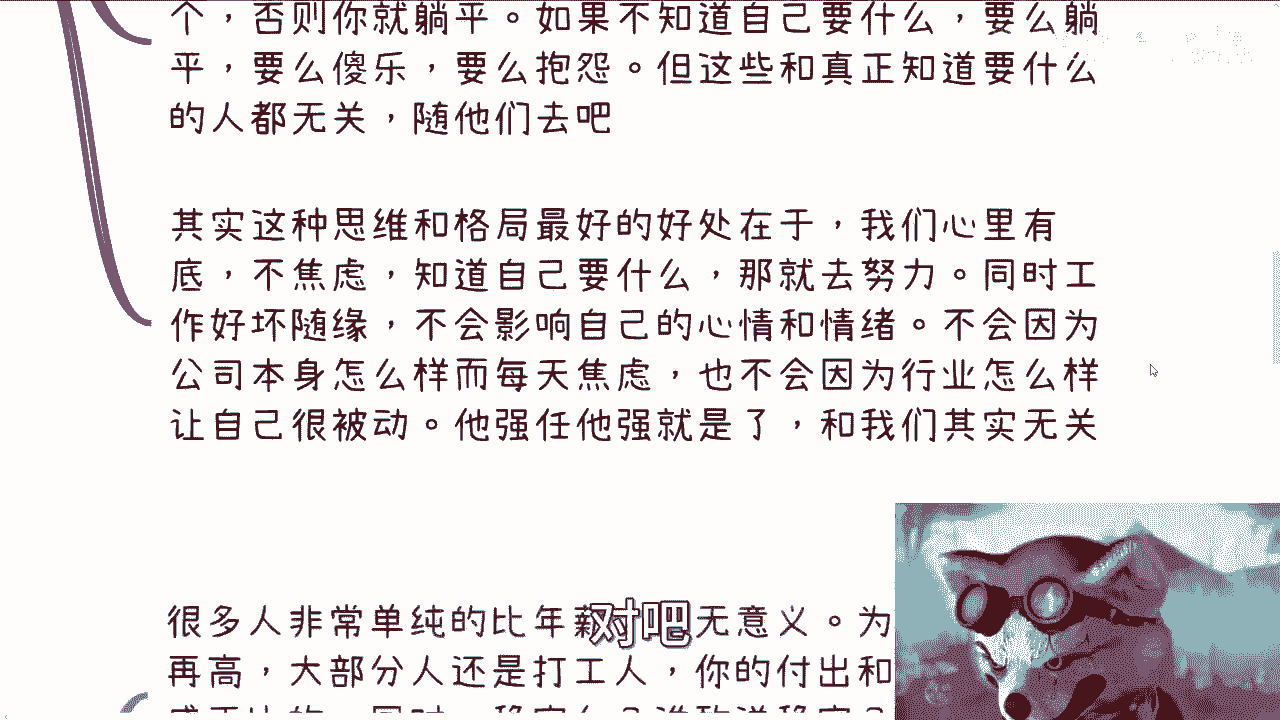 个，否则你就躺平。如果不知道自己要什么，要么躺
平，要么傻乐，要么抱怨。但这些和真正知道要什么
的人都无关，随他们去吧
其实这种思维和格局最好的好处在于，我们心里有
底，不焦虑，知道自己要什么，那就去努力。同时工
作好坏随缘，不会影响自己的心情和情绪。不会因为
公司本身怎么样而每天焦虑，也不会因为行业怎么样
让自己很被动。他强任他强就是了，和我们其实无关
很多人非常单纯的比年薪 无意义。为
对吧
再高，大部分人还是打工人，你的付出和